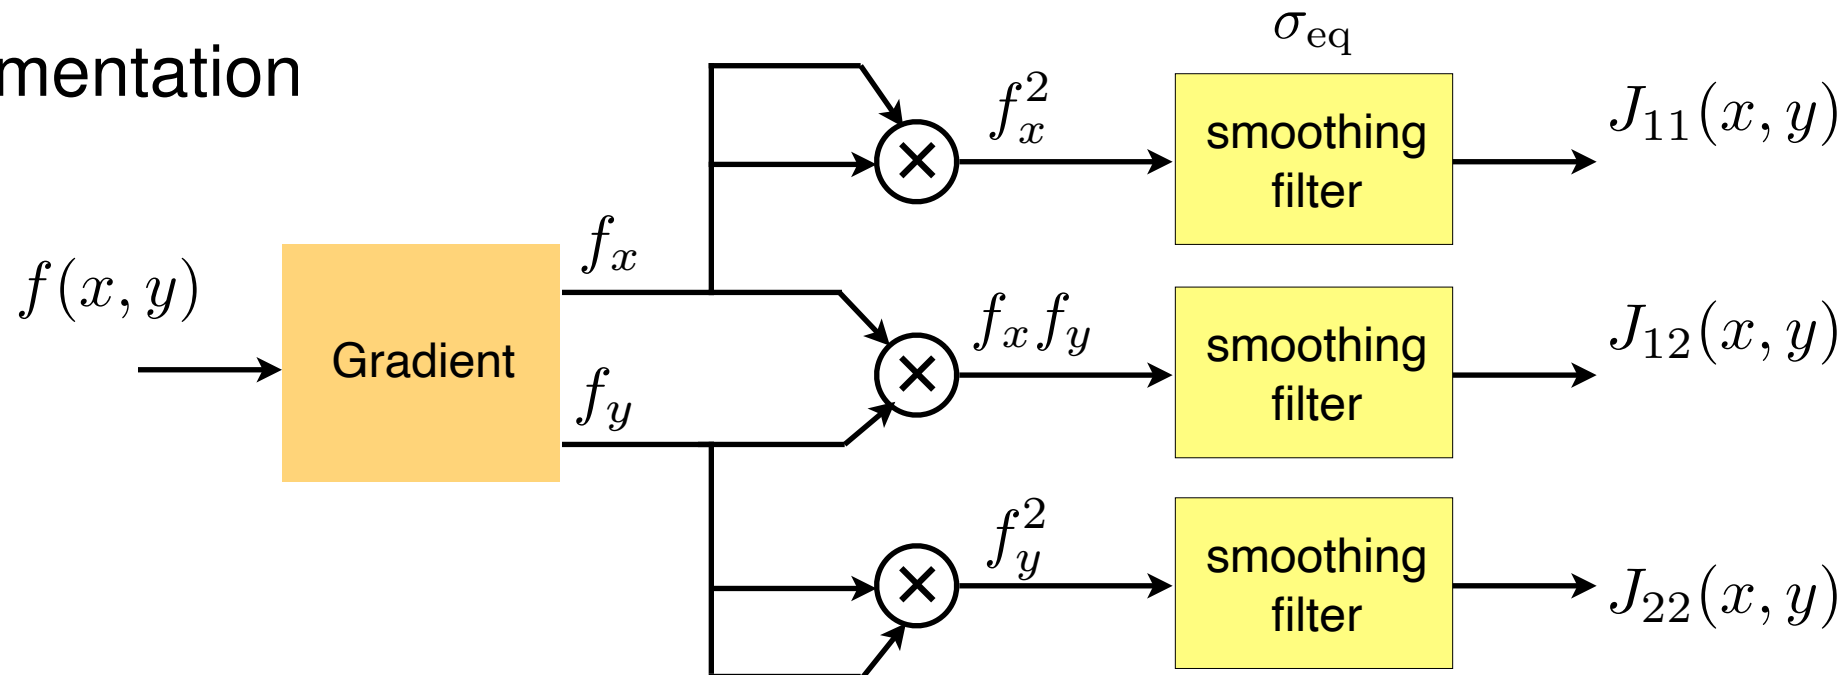 mentation
σ_eq
f_x^2
smoothing
filter
J_11(x, y)
f(x, y)
Gradient
f_x
f_y
f_x f_y
smoothing
filter
J_12(x, y)
f_y^2
smoothing
filter
J_22(x, y)